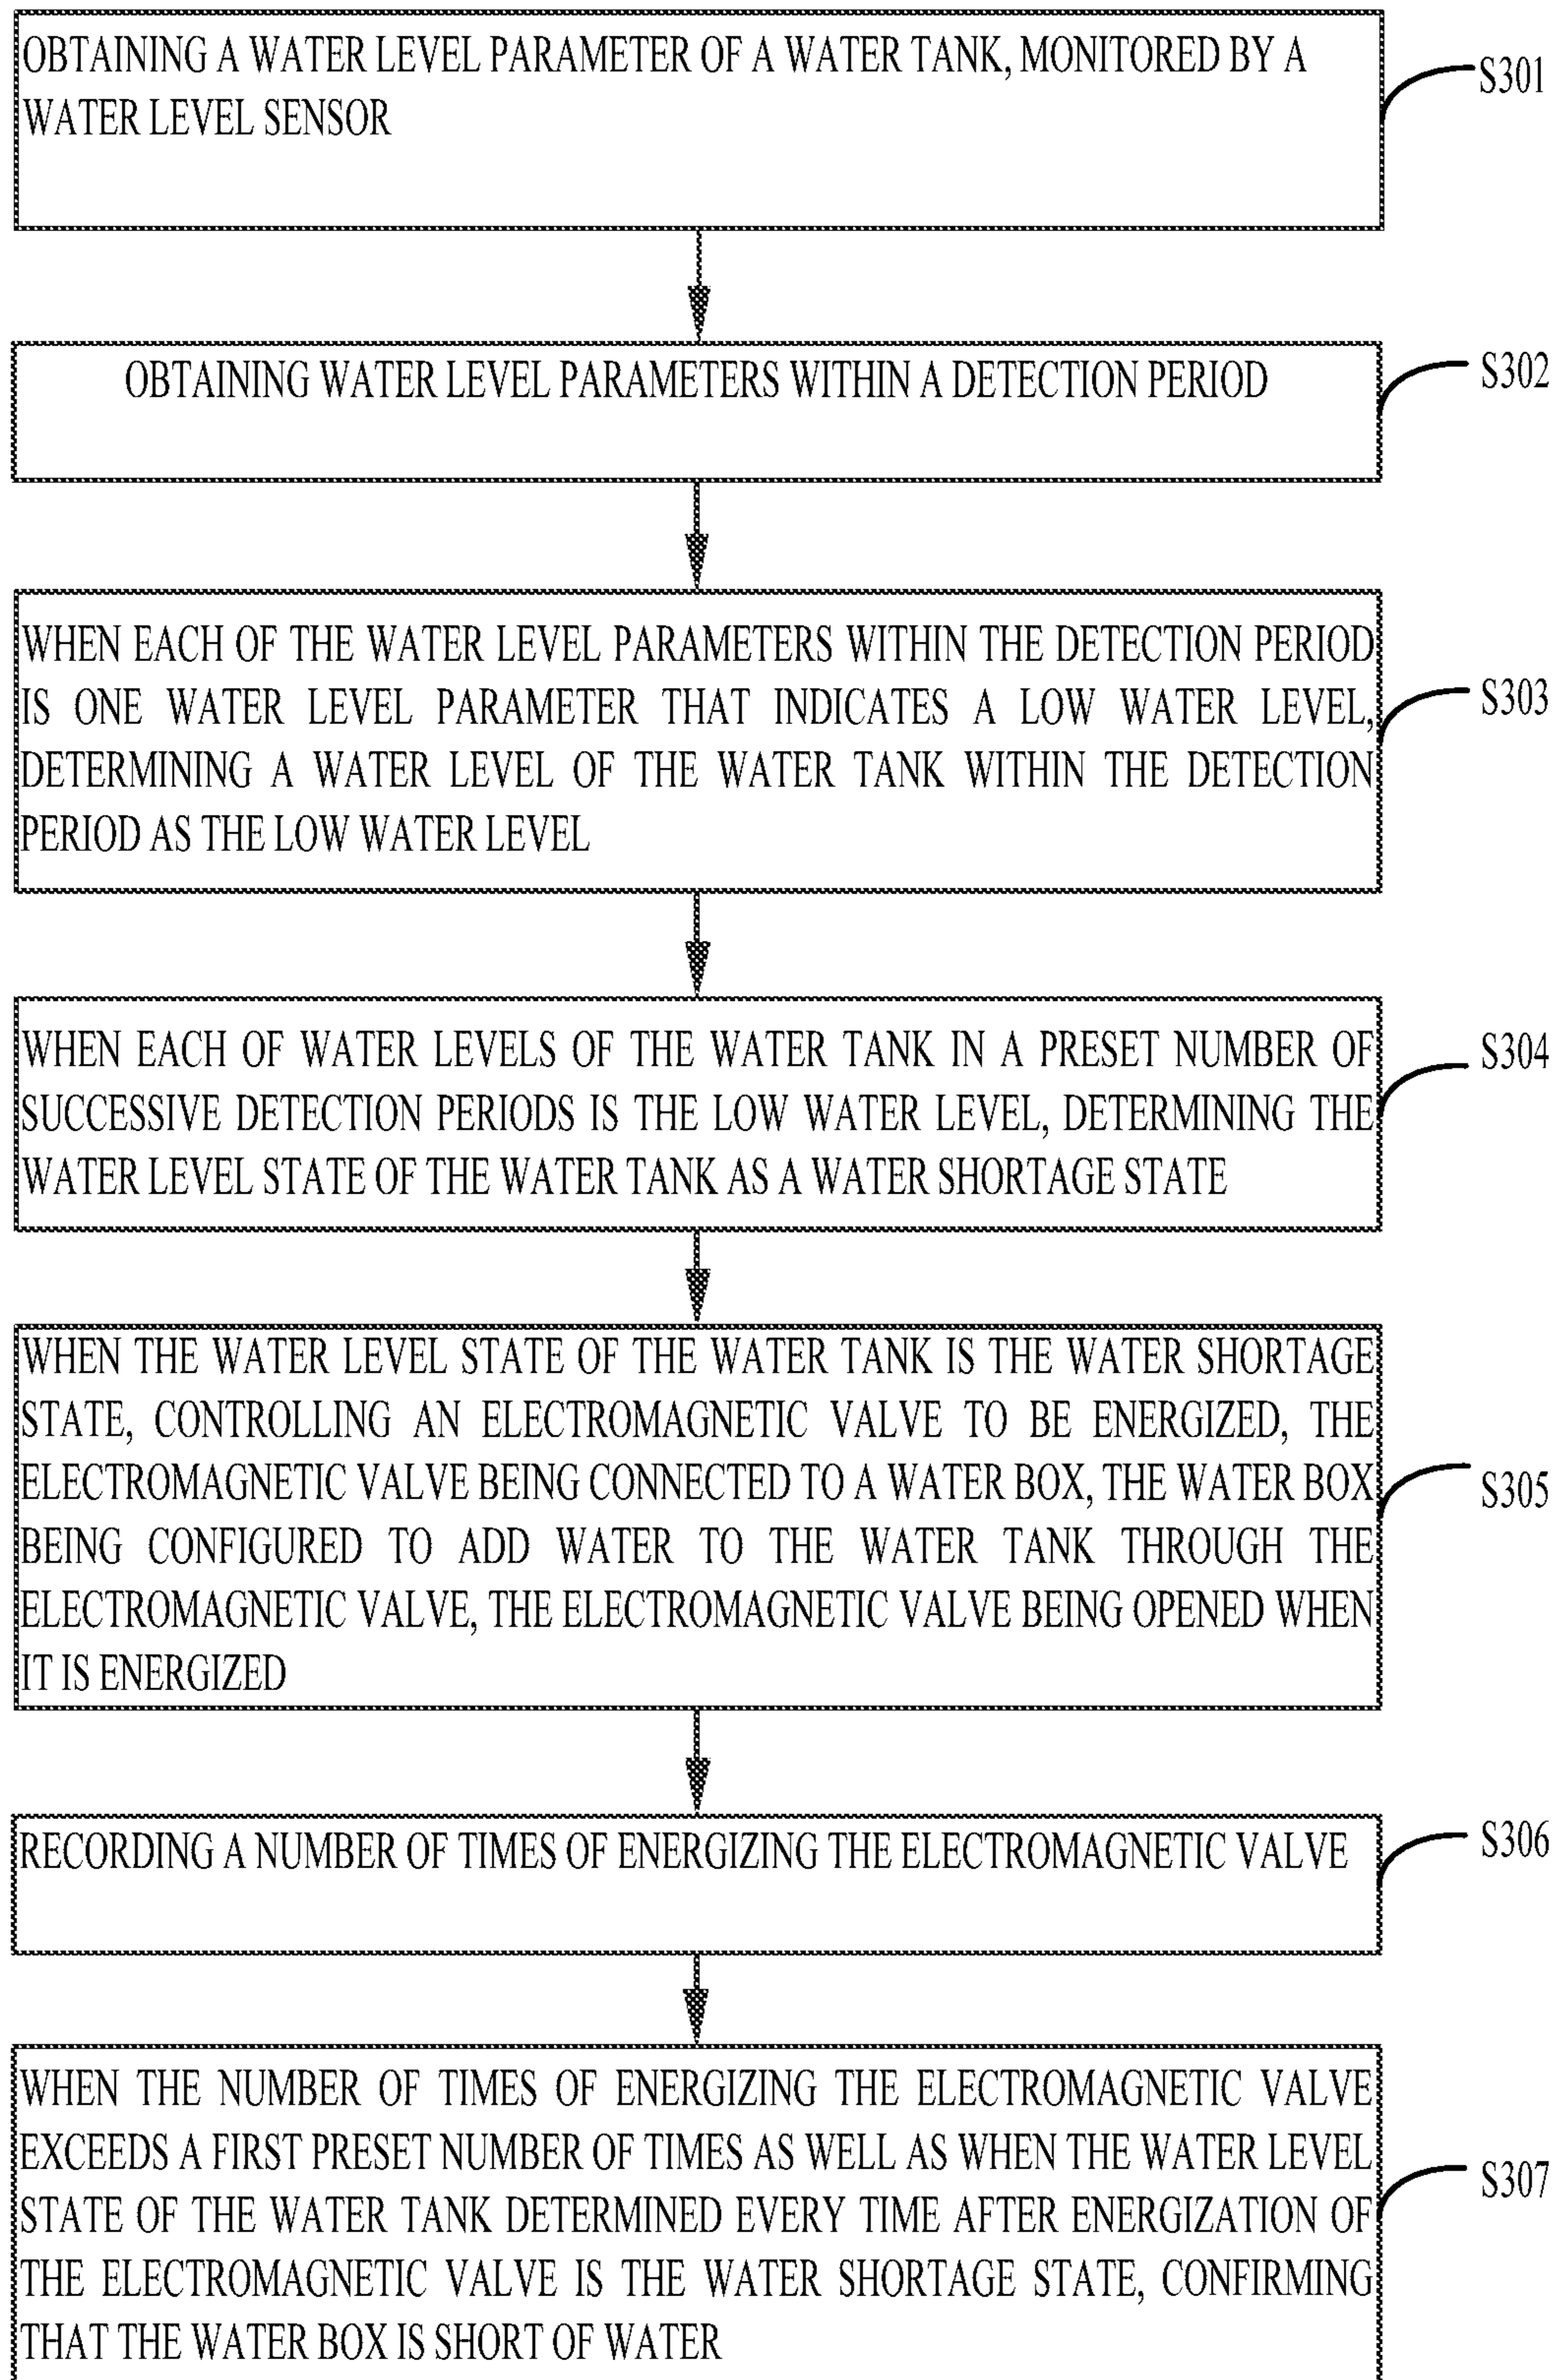 OBTAINING A WATER LEVEL PARAMETER OF A WATER TANK, MONITORED BY A
WATER LEVEL SENSOR
S301
OBTAINING WATER LEVEL PARAMETERS WITHIN A DETECTION PERIOD
S302
WHEN EACH OF THE WATER LEVEL PARAMETERS WITHIN THE DETECTION PERIOD
IS ONE WATER LEVEL PARAMETER THAT INDICATES A LOW WATER LEVEL,
DETERMINING A WATER LEVEL OF THE WATER TANK WITHIN THE DETECTION
PERIOD AS THE LOW WATER LEVEL
S303
WHEN EACH OF WATER LEVELS OF THE WATER TANK IN A PRESET NUMBER OF
SUCCESSIVE DETECTION PERIODS IS THE LOW WATER LEVEL, DETERMINING THE
WATER LEVEL STATE OF THE WATER TANK AS A WATER SHORTAGE STATE
S304
WHEN THE WATER LEVEL STATE OF THE WATER TANK IS THE WATER SHORTAGE
STATE, CONTROLLING AN ELECTROMAGNETIC VALVE TO BE ENERGIZED, THE
ELECTROMAGNETIC VALVE BEING CONNECTED TO A WATER BOX, THE WATER BOX
BEING CONFIGURED TO ADD WATER TO THE WATER TANK THROUGH THE
ELECTROMAGNETIC VALVE, THE ELECTROMAGNETIC VALVE BEING OPENED WHEN
IT IS ENERGIZED
S305
RECORDING A NUMBER OF TIMES OF ENERGIZING THE ELECTROMAGNETIC VALVE
S306
WHEN THE NUMBER OF TIMES OF ENERGIZING THE ELECTROMAGNETIC VALVE
EXCEEDS A FIRST PRESET NUMBER OF TIMES AS WELL AS WHEN THE WATER LEVEL
STATE OF THE WATER TANK DETERMINED EVERY TIME AFTER ENERGIZATION OF
THE ELECTROMAGNETIC VALVE IS THE WATER SHORTAGE STATE, CONFIRMING
THAT THE WATER BOX IS SHORT OF WATER
S307